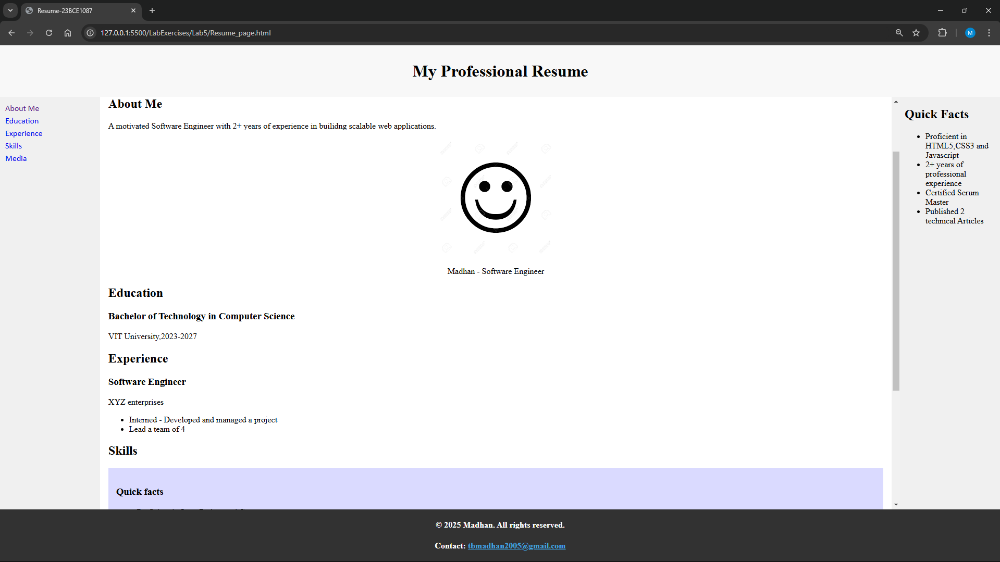 Resume-23BCE1087
127.0.0.1:5500/LabExercises/Lab5/Resume_page.html
M
My Professional Resume
About Me
Education
Experience
Skills
Media
About Me
A motivated Software Engineer with 2+ years of experience in builidng scalable web applications.
Madhan - Software Engineer
Education
Bachelor of Technology in Computer Science
VIT University,2023-2027
Experience
Software Engineer
XYZ enterprises
Interned - Developed and managed a project
Lead a team of 4
Skills
Quick facts
Quick Facts
Proficient in
HTML5,CSS3 and
Javascript
2+ years of
professional
experience
Certified Scrum
Master
Published 2
technical Articles
© 2025 Madhan. All rights reserved.
Contact: tbmadhan2005@gmail.com